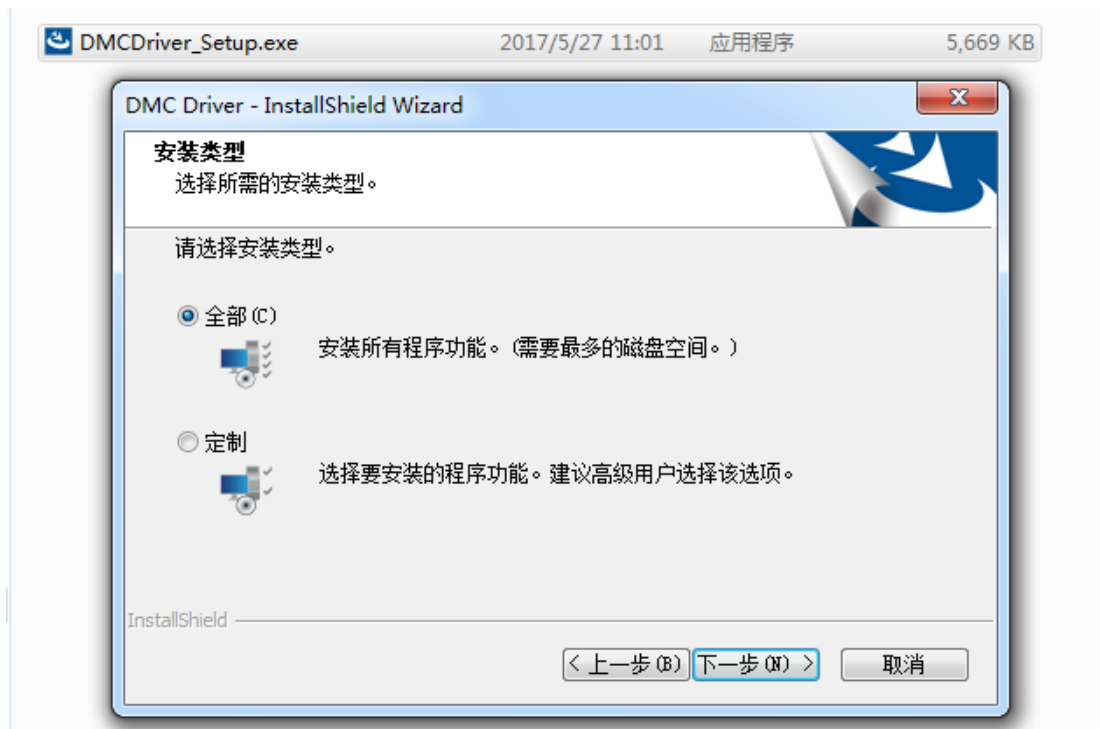 DMCDriver_Setup.exe 2017/5/27 11:01 应用程序 5,669 KB
DMC Driver - InstallShield Wizard
安装类型
选择所需的安装类型。
请选择安装类型。
全部(C)
安装所有程序功能。(需要最多的磁盘空间。)
定制
选择要安装的程序功能。建议高级用户选择该选项。
InstallShield
< 上一步(B) 下一步(N) > 取消